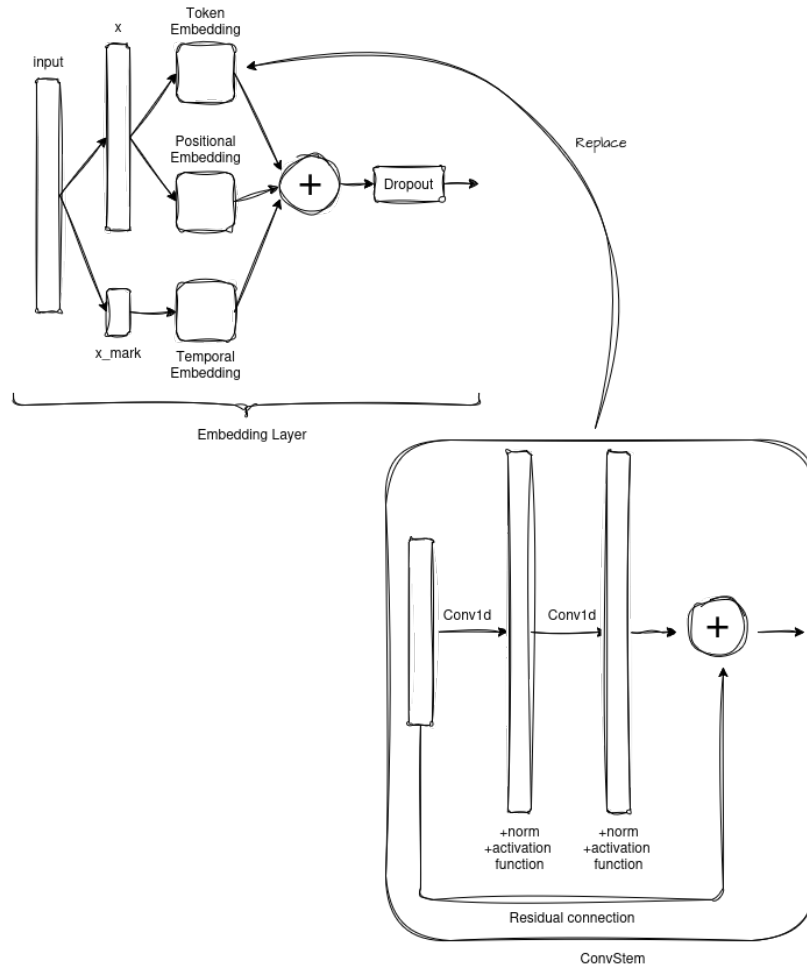 Token
Embedding
x
input
Positional
Embedding
Replace
+
Dropout
x_mark
Temporal
Embedding
Embedding Layer
Conv1d
Conv1d
+
+norm
+activation
function
+norm
+activation
function
Residual connection
ConvStem